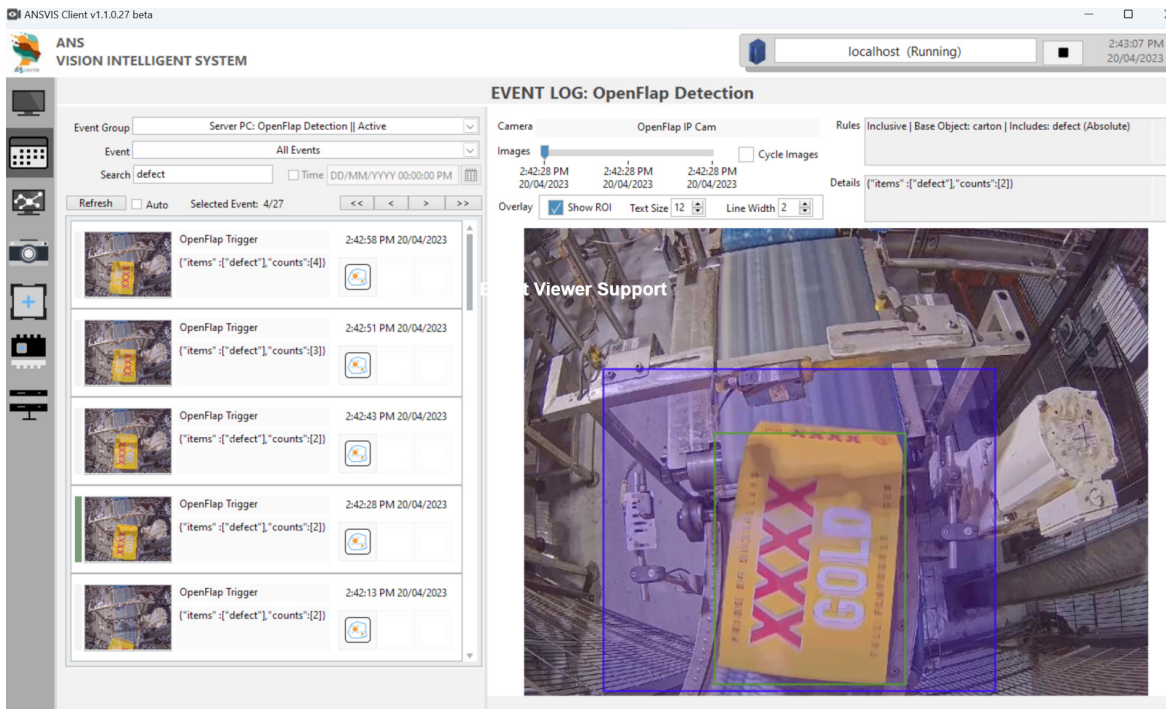 ANSVIS Client v1.1.0.27 beta
ANS
VISION INTELLIGENT SYSTEM
localhost (Running)
2:43:07 PM
20/04/2023
EVENT LOG: OpenFlap Detection
Event Group
Server PC: OpenFlap Detection || Active
Event
All Events
Search
defect
Time
DD/MM/YYYY 00:00:00 PM
Refresh
Auto
Selected Event: 4/27
<<
<
>
>>
OpenFlap Trigger
2:42:58 PM 20/04/2023
{"items" :["defect"],"counts":[4]}
OpenFlap Trigger
2:42:51 PM 20/04/2023
{"items" :["defect"],"counts":[3]}
OpenFlap Trigger
2:42:43 PM 20/04/2023
{"items" :["defect"],"counts":[2]}
OpenFlap Trigger
2:42:28 PM 20/04/2023
{"items" :["defect"],"counts":[2]}
OpenFlap Trigger
2:42:13 PM 20/04/2023
{"items" :["defect"],"counts":[2]}
Camera
OpenFlap IP Cam
Images
Cycle Images
2:42:28 PM 2:42:28 PM 2:42:28 PM
20/04/2023 20/04/2023 20/04/2023
Overlay
Show ROI
Text Size 12
Line Width 2
Rules
Inclusive | Base Object: carton | Includes: defect (Absolute)
Details
{"items" :["defect"],"counts":[2]}
Viewer Support
XXXX
XXXX
GOLD